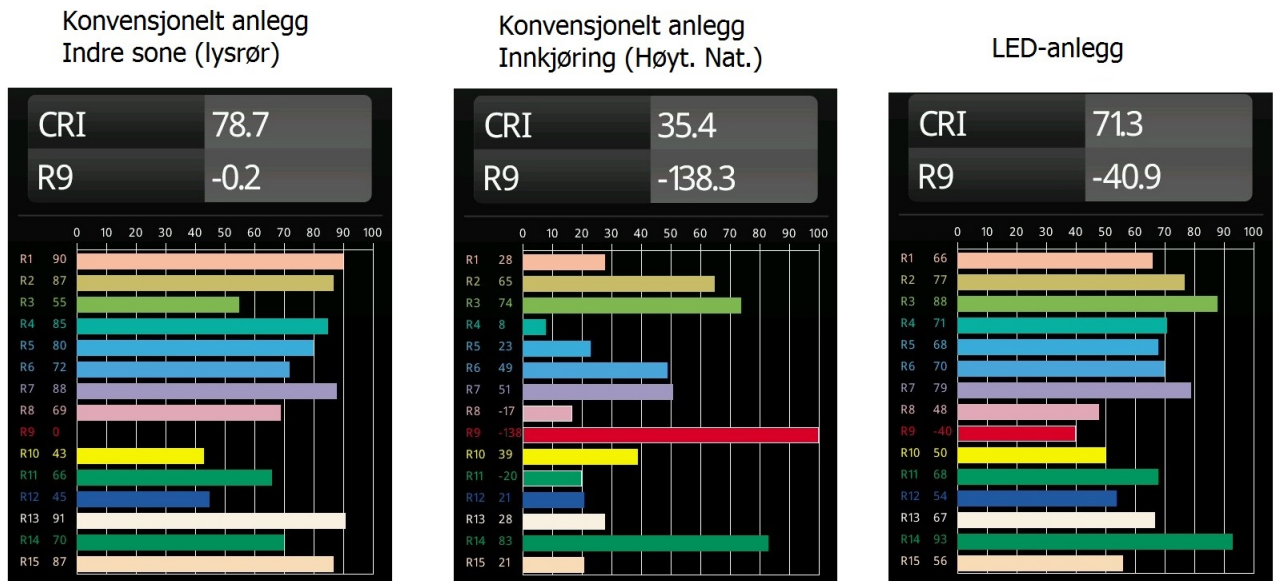 Konvensjonelt anlegg
Indre sone (lysrør)
CRI 78.7
R9 -0.2
0 10 20 30 40 50 60 70 80 90 100
R1 90
R2 87
R3 55
R4 85
R5 80
R6 72
R7 88
R8 69
R9 0
R10 43
R11 66
R12 45
R13 91
R14 70
R15 87
Konvensjonelt anlegg
Innkjøring (Høyt. Nat.)
CRI 35.4
R9 -138.3
0 10 20 30 40 50 60 70 80 90 100
R1 28
R2 65
R3 74
R4 8
R5 23
R6 49
R7 51
R8 -17
R9 -138
R10 39
R11 -20
R12 21
R13 28
R14 83
R15 21
LED-anlegg
CRI 71.3
R9 -40.9
0 10 20 30 40 50 60 70 80 90 100
R1 66
R2 77
R3 88
R4 71
R5 68
R6 70
R7 79
R8 48
R9 -40
R10 50
R11 68
R12 54
R13 67
R14 93
R15 56